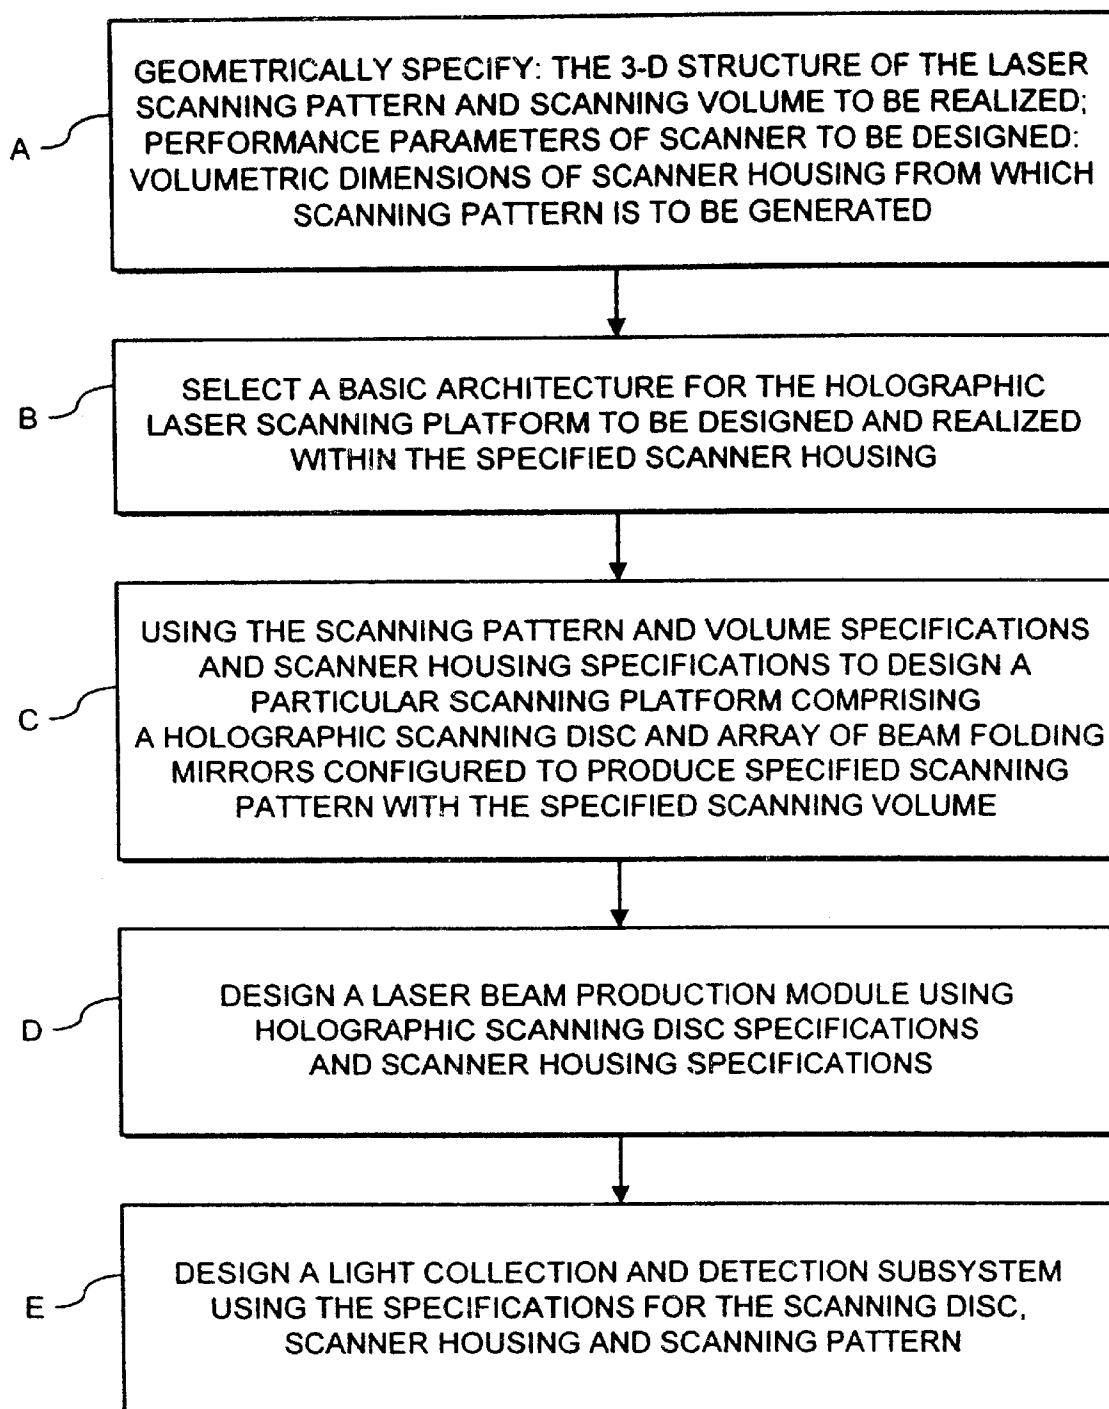 A
GEOMETRICALLY SPECIFY: THE 3-D STRUCTURE OF THE LASER
SCANNING PATTERN AND SCANNING VOLUME TO BE REALIZED;
PERFORMANCE PARAMETERS OF SCANNER TO BE DESIGNED:
VOLUMETRIC DIMENSIONS OF SCANNER HOUSING FROM WHICH
SCANNING PATTERN IS TO BE GENERATED
B
SELECT A BASIC ARCHITECTURE FOR THE HOLOGRAPHIC
LASER SCANNING PLATFORM TO BE DESIGNED AND REALIZED
WITHIN THE SPECIFIED SCANNER HOUSING
C
USING THE SCANNING PATTERN AND VOLUME SPECIFICATIONS
AND SCANNER HOUSING SPECIFICATIONS TO DESIGN A
PARTICULAR SCANNING PLATFORM COMPRISING
A HOLOGRAPHIC SCANNING DISC AND ARRAY OF BEAM FOLDING
MIRRORS CONFIGURED TO PRODUCE SPECIFIED SCANNING
PATTERN WITH THE SPECIFIED SCANNING VOLUME
D
DESIGN A LASER BEAM PRODUCTION MODULE USING
HOLOGRAPHIC SCANNING DISC SPECIFICATIONS
AND SCANNER HOUSING SPECIFICATIONS
E
DESIGN A LIGHT COLLECTION AND DETECTION SUBSYSTEM
USING THE SPECIFICATIONS FOR THE SCANNING DISC,
SCANNER HOUSING AND SCANNING PATTERN